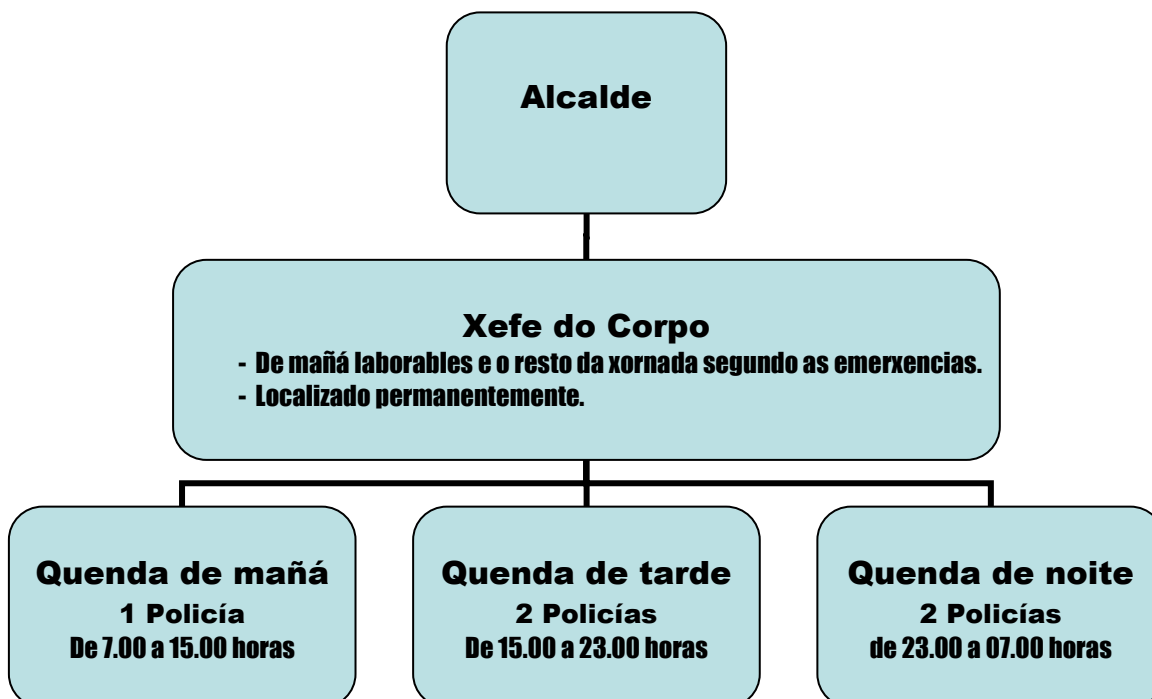 Alcalde
Xefe do Corpo
- De mañá laborables e o resto da xornada segundo as emerxencias.
- Localizado permanentemente.
Quenda de mañá
1 Policía
De 7.00 a 15.00 horas
Quenda de tarde
2 Policías
De 15.00 a 23.00 horas
Quenda de noite
2 Policías
de 23.00 a 07.00 horas